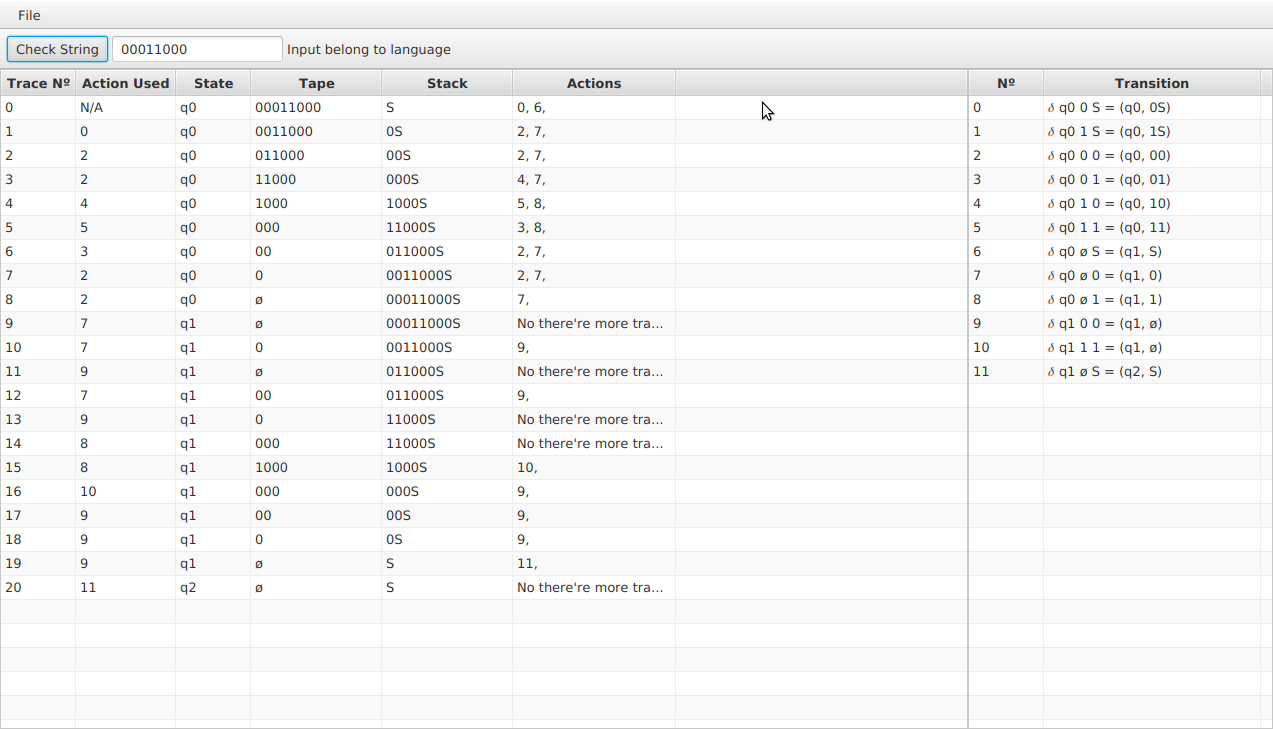 File
Check String 00011000 Input belong to language
Trace Nº Action Used State Tape Stack Actions Nº Transition
0 N/A q0 00011000 S 0, 6, 0 δ q0 0 S = (q0, 0S)
1 0 q0 0011000 0S 2, 7, 1 δ q0 1 S = (q0, 1S)
2 2 q0 011000 00S 2, 7, 2 δ q0 0 0 = (q0, 00)
3 2 q0 11000 000S 4, 7, 3 δ q0 0 1 = (q0, 01)
4 4 q0 1000 1000S 5, 8, 4 δ q0 1 0 = (q0, 10)
5 5 q0 000 11000S 3, 8, 5 δ q0 1 1 = (q0, 11)
6 3 q0 00 011000S 2, 7, 6 δ q0 ø S = (q1, S)
7 2 q0 0 0011000S 2, 7, 7 δ q0 ø 0 = (q1, 0)
8 2 q0 ø 00011000S 7, 8 δ q0 ø 1 = (q1, 1)
9 7 q1 ø 00011000S No there're more tra... 9 δ q1 0 0 = (q1, ø)
10 7 q1 0 0011000S 9, 10 δ q1 1 1 = (q1, ø)
11 9 q1 ø 011000S No there're more tra... 11 δ q1 ø S = (q2, S)
12 7 q1 00 011000S 9,
13 9 q1 0 11000S No there're more tra...
14 8 q1 000 11000S No there're more tra...
15 8 q1 1000 1000S 10,
16 10 q1 000 000S 9,
17 9 q1 00 00S 9,
18 9 q1 0 0S 9,
19 9 q1 ø S 11,
20 11 q2 ø S No there're more tra...